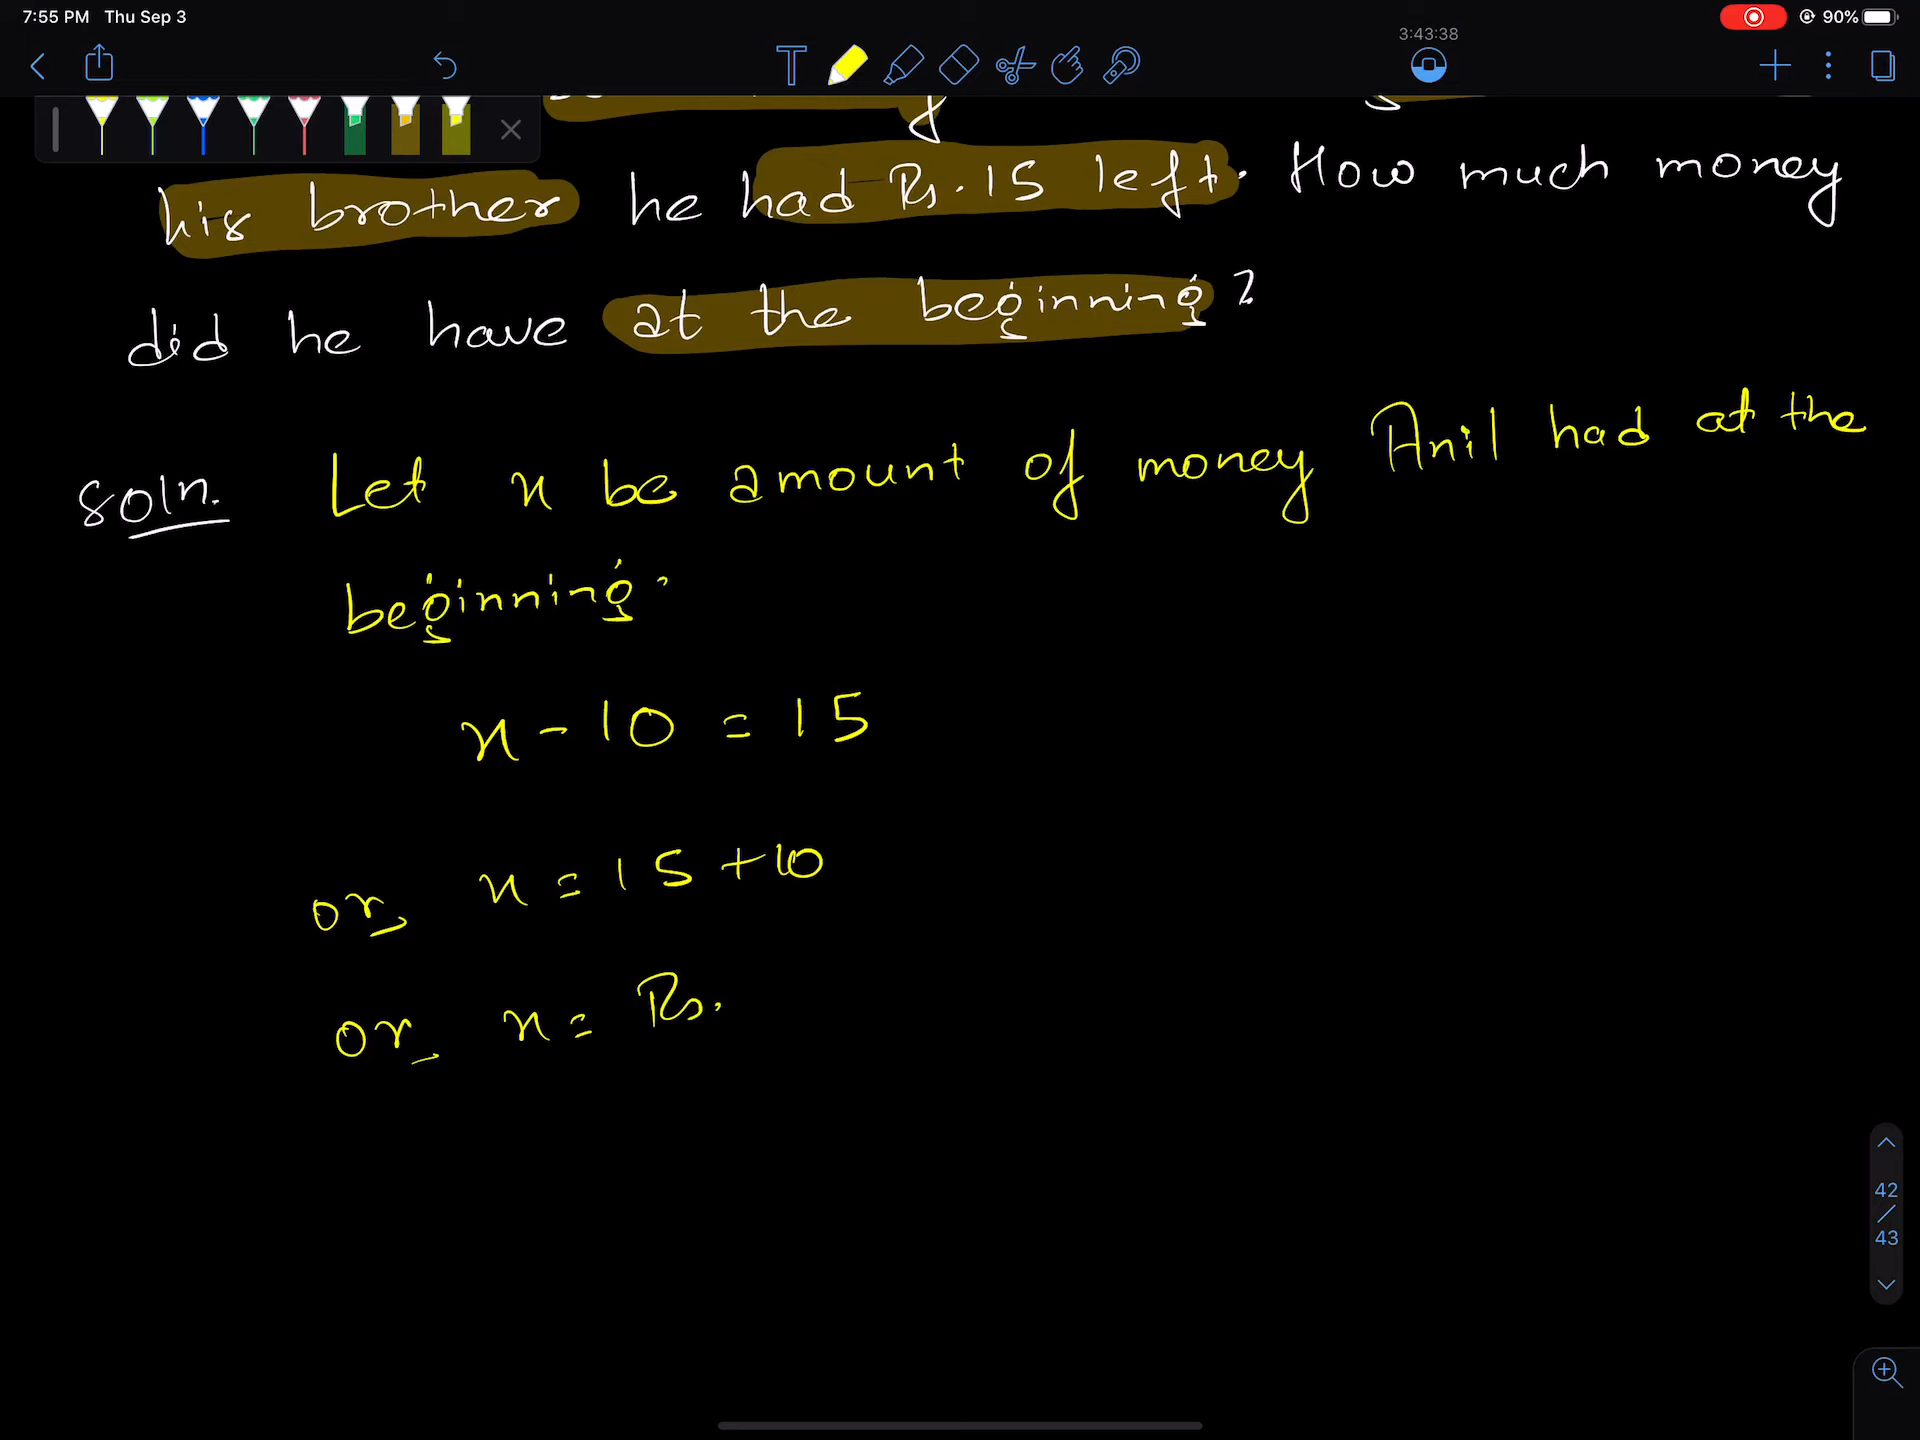 7:55 PM Thu Sep 3
90%
3:43:38
his brother he had Rs. 15 left. How much money
did he have at the beginning?
soln. Let x be amount of money Anil had at the
beginning.
x - 10 = 15
or, x = 15 + 10
or, x = Rs.
42
/
43